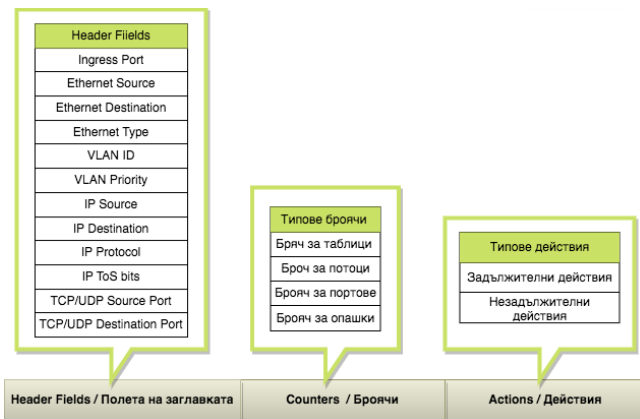 Header Fiields
Ingress Port
Ethernet Source
Ethernet Destination
Ethernet Type
VLAN ID
VLAN Priority
IP Source
IP Destination
IP Protocol
IP ToS bits
TCP/UDP Source Port
TCP/UDP Destination Port
Типове броячи
Бряч за таблици
Броч за потоци
Брояч за портове
Брояч за опашки
Типове действия
Задължителни действия
Незадължителни
действия
Header Fields / Полета на заглавката
Counters / Броячи
Actions / Действия